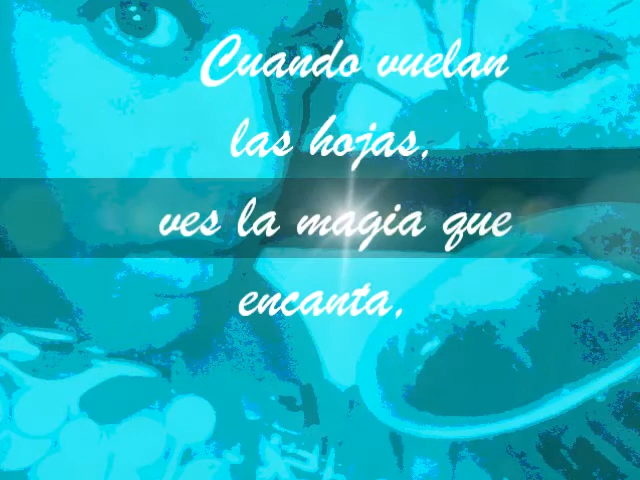 Cuando vuelan
las hojas,
ves la magia que
encanta,